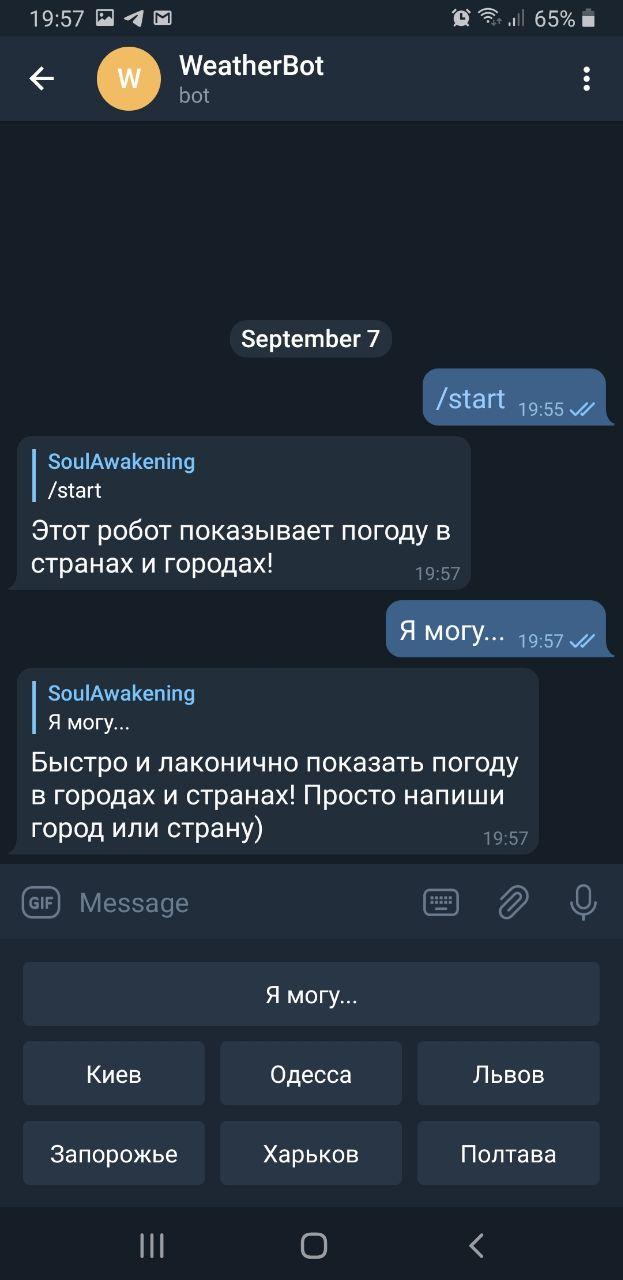 19:57 65%
W WeatherBot
bot
September 7
/start 19:55
SoulAwakening
/start
Этот робот показывает погоду в
странах и городах!
19:57
Я могу... 19:57
SoulAwakening
Я могу...
Быстро и лаконично показать погоду
в городах и странах! Просто напиши
город или страну)
19:57
GIF Message
Я могу...
Киев Одесса Львов
Запорожье Харьков Полтава